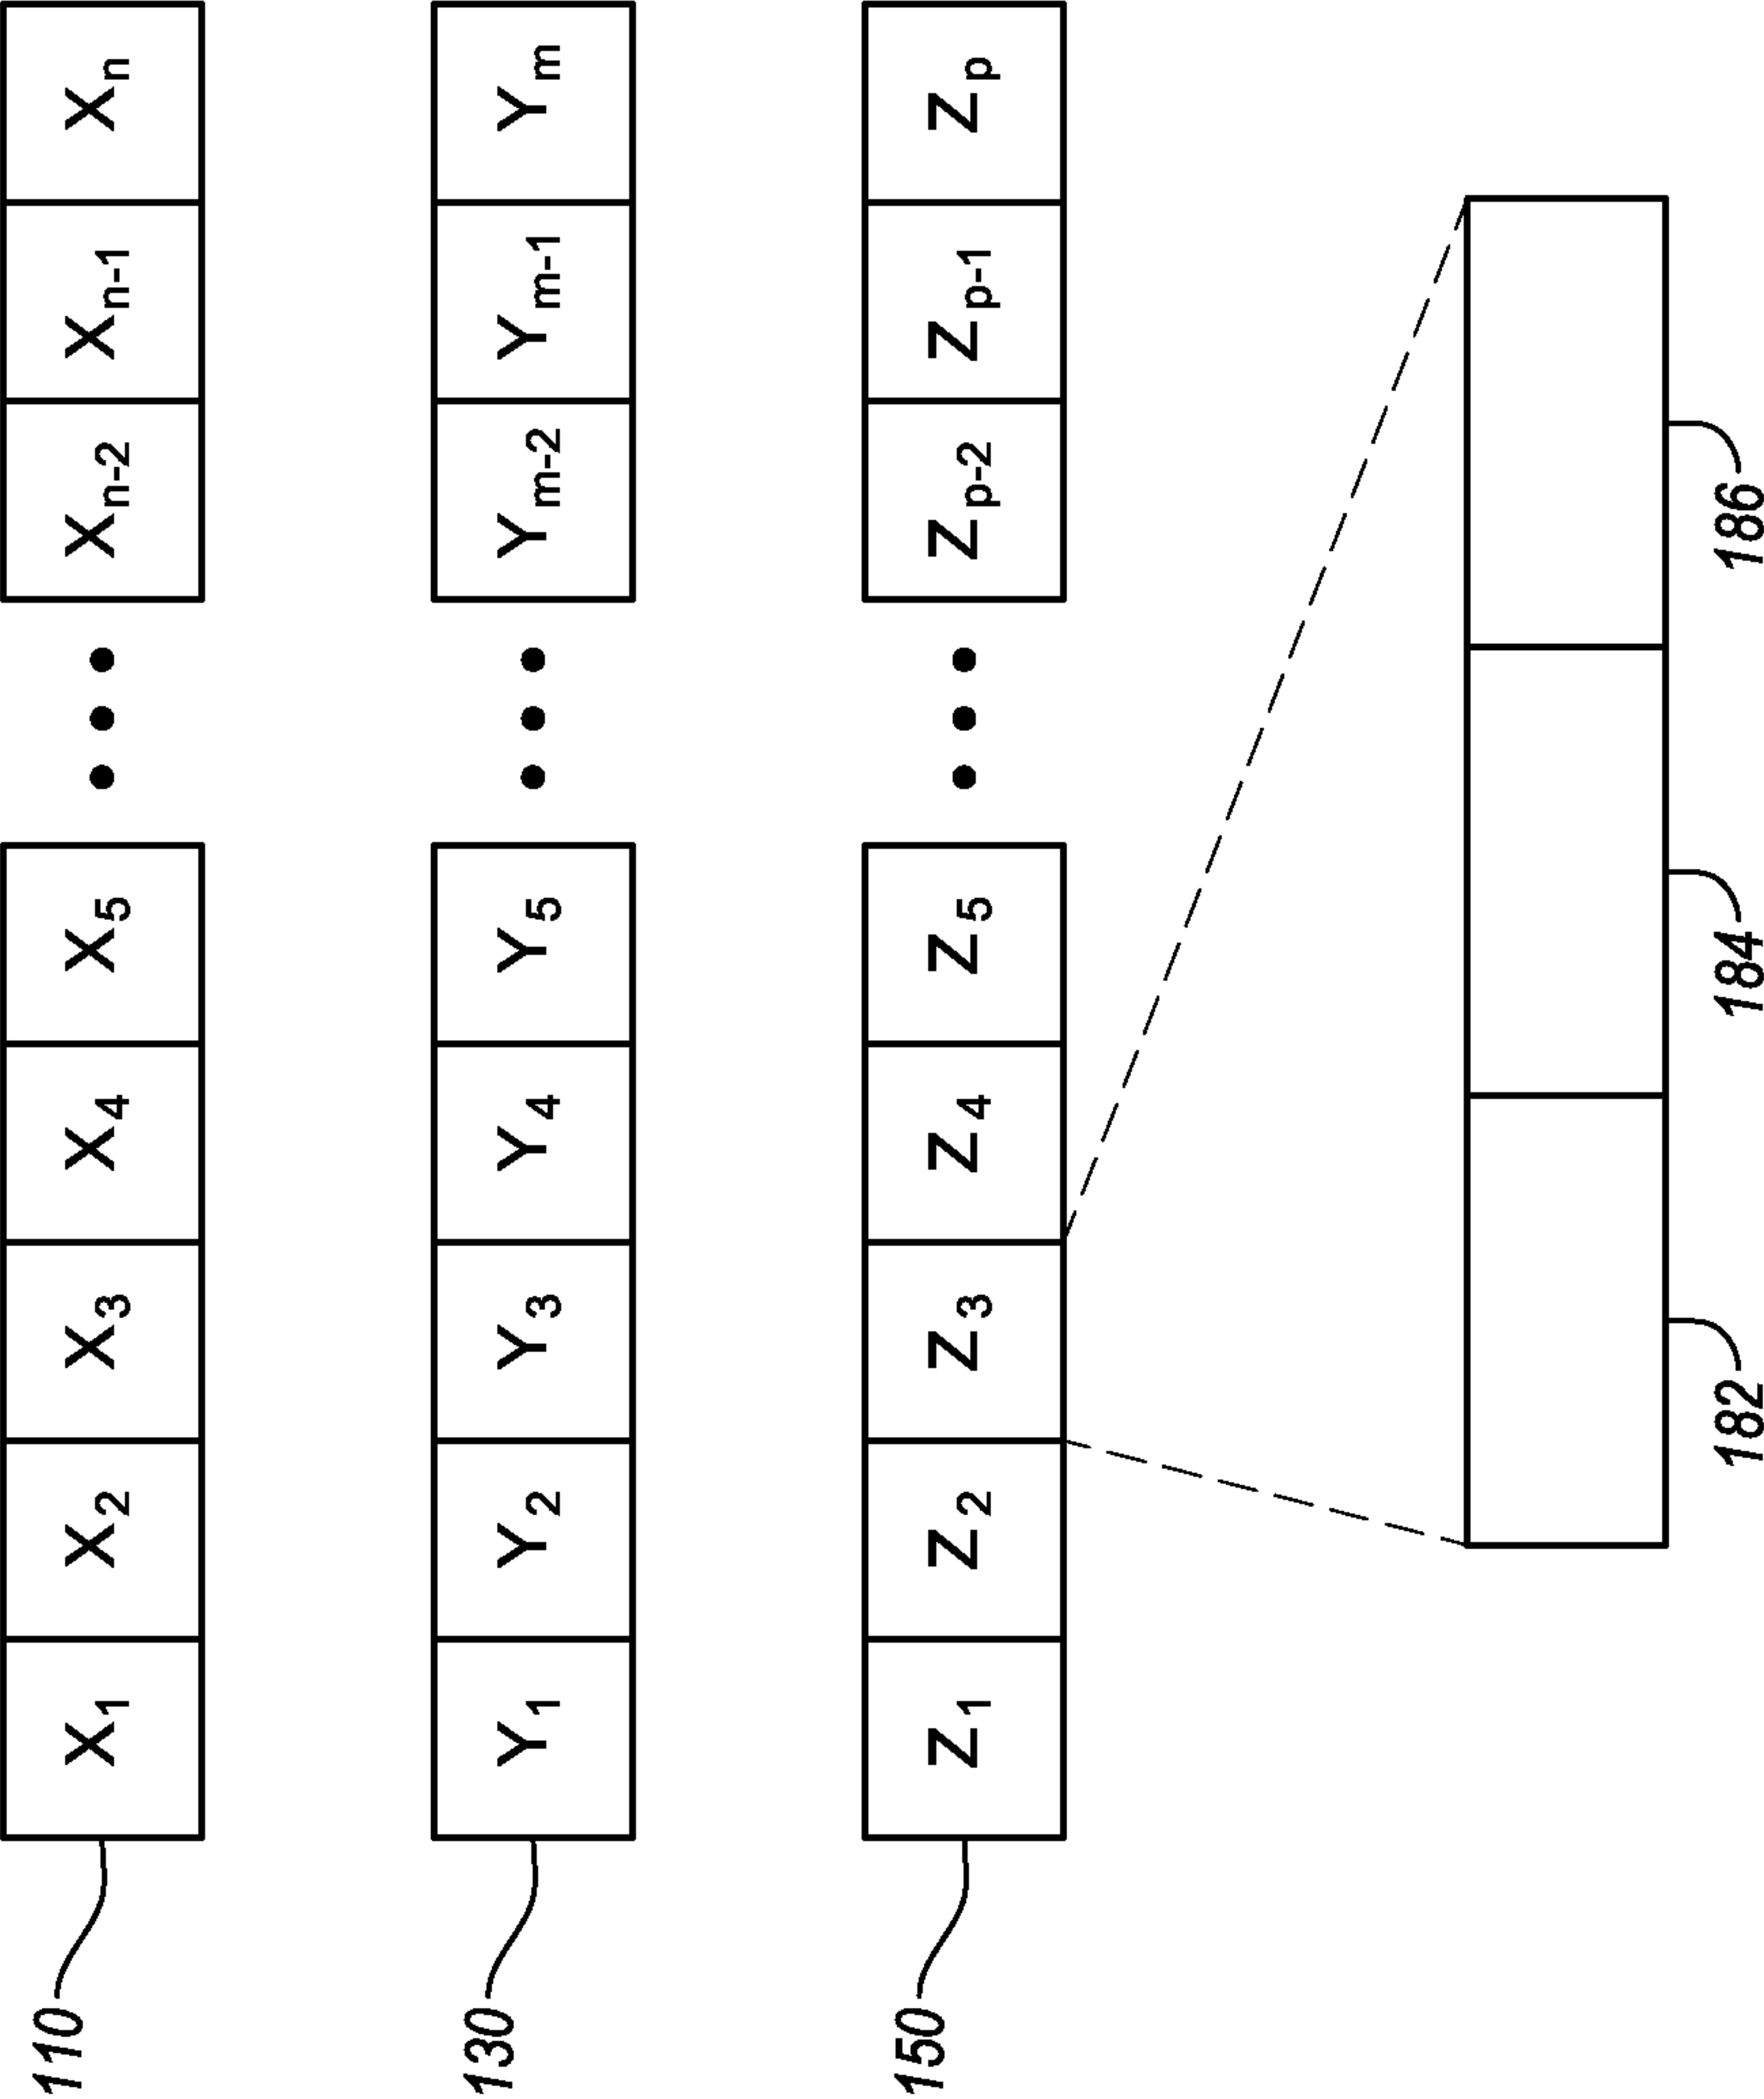 110 X1 X2 X3 X4 X5 ••• Xn-2 Xn-1 Xn
130 Y1 Y2 Y3 Y4 Y5 ••• Ym-2 Ym-1 Ym
150 Z1 Z2 Z3 Z4 Z5 ••• Zp-2 Zp-1 Zp
182 184 186